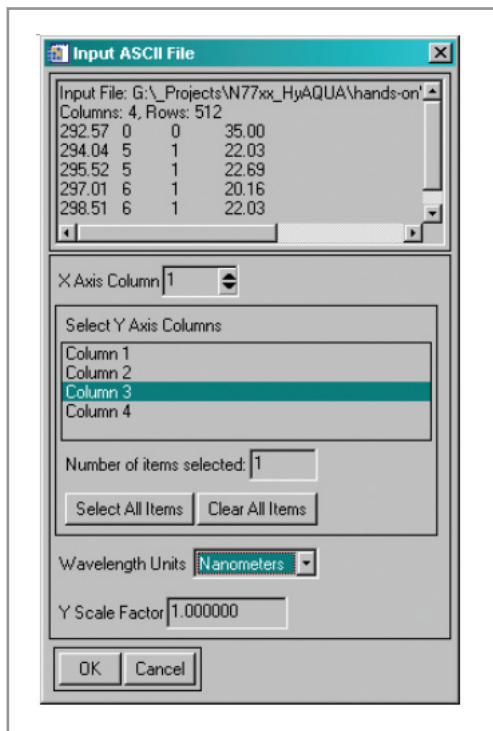 Input ASCII File
Input File: G:\_Projects\N77xx_HyAQUA\hands-on'
Columns: 4, Rows: 512
292.57 0 0 35.00
294.04 5 1 22.03
295.52 5 1 22.69
297.01 6 1 20.16
298.51 6 1 22.03
X Axis Column 1
Select Y Axis Columns
Column 1
Column 2
Column 3
Column 4
Number of items selected: 1
Select All Items Clear All Items
Wavelength Units Nanometers
Y Scale Factor 1.000000
OK Cancel